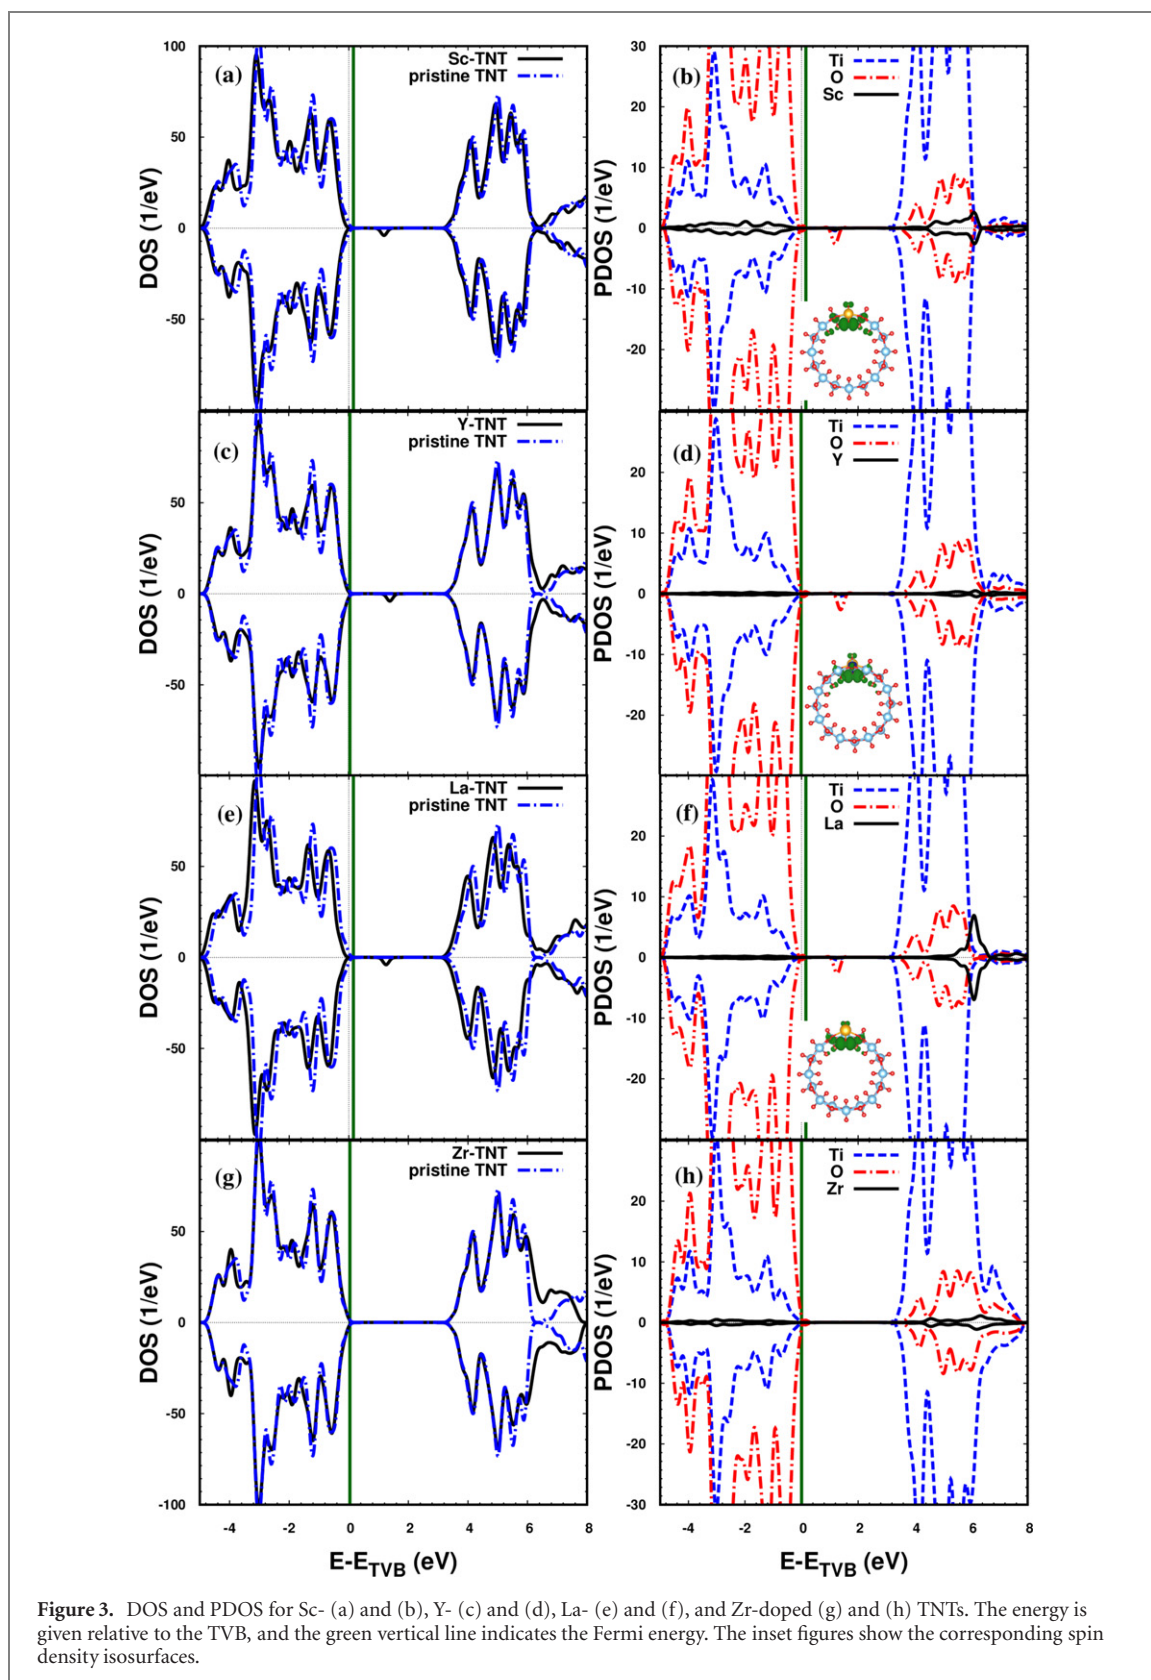 100
50
0
-50
DOS (1/eV)
(a)
Sc-TNT
pristine TNT
30
20
10
0
-10
-20
PDOS (1/eV)
(b)
Ti
O
Sc
50
0
-50
DOS (1/eV)
(c)
Y-TNT
pristine TNT
20
10
0
-10
-20
PDOS (1/eV)
(d)
Ti
O
Y
50
0
-50
DOS (1/eV)
(e)
La-TNT
pristine TNT
20
10
0
-10
-20
PDOS (1/eV)
(f)
Ti
O
La
50
0
-50
-100
DOS (1/eV)
(g)
Zr-TNT
pristine TNT
20
10
0
-10
-20
-30
PDOS (1/eV)
(h)
Ti
O
Zr
-4 -2 0 2 4 6 8
E-ETVB (eV)
-4 -2 0 2 4 6 8
E-ETVB (eV)
Figure 3. DOS and PDOS for Sc- (a) and (b), Y- (c) and (d), La- (e) and (f), and Zr-doped (g) and (h) TNTs. The energy is
given relative to the TVB, and the green vertical line indicates the Fermi energy. The inset figures show the corresponding spin
density isosurfaces.